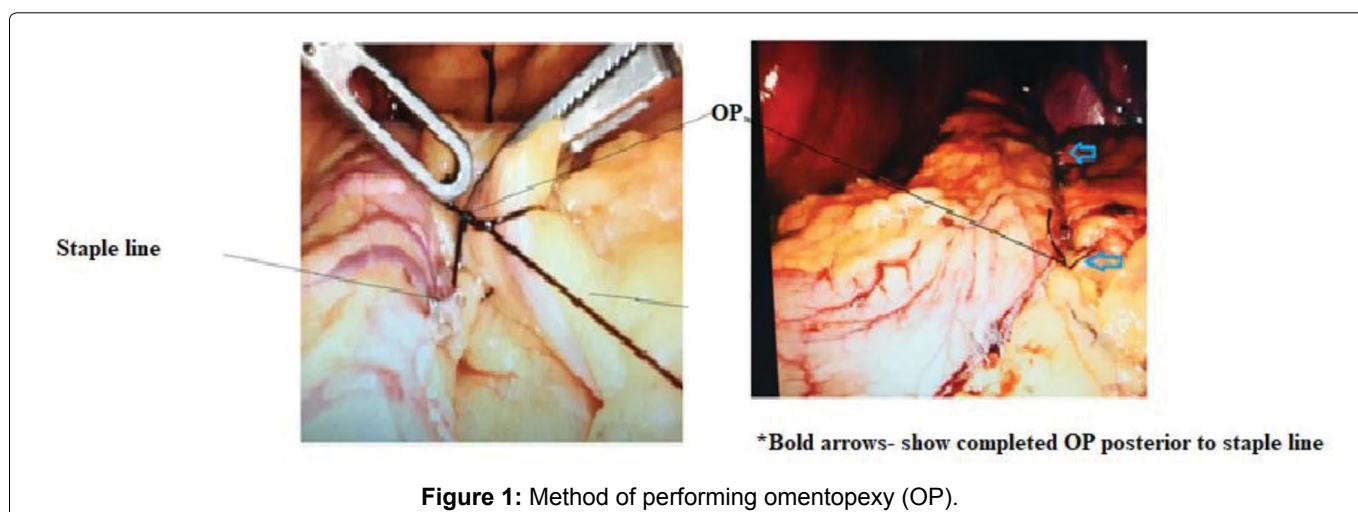 OP
Staple line
*Bold arrows- show completed OP posterior to staple line
Figure 1: Method of performing omentopexy (OP).